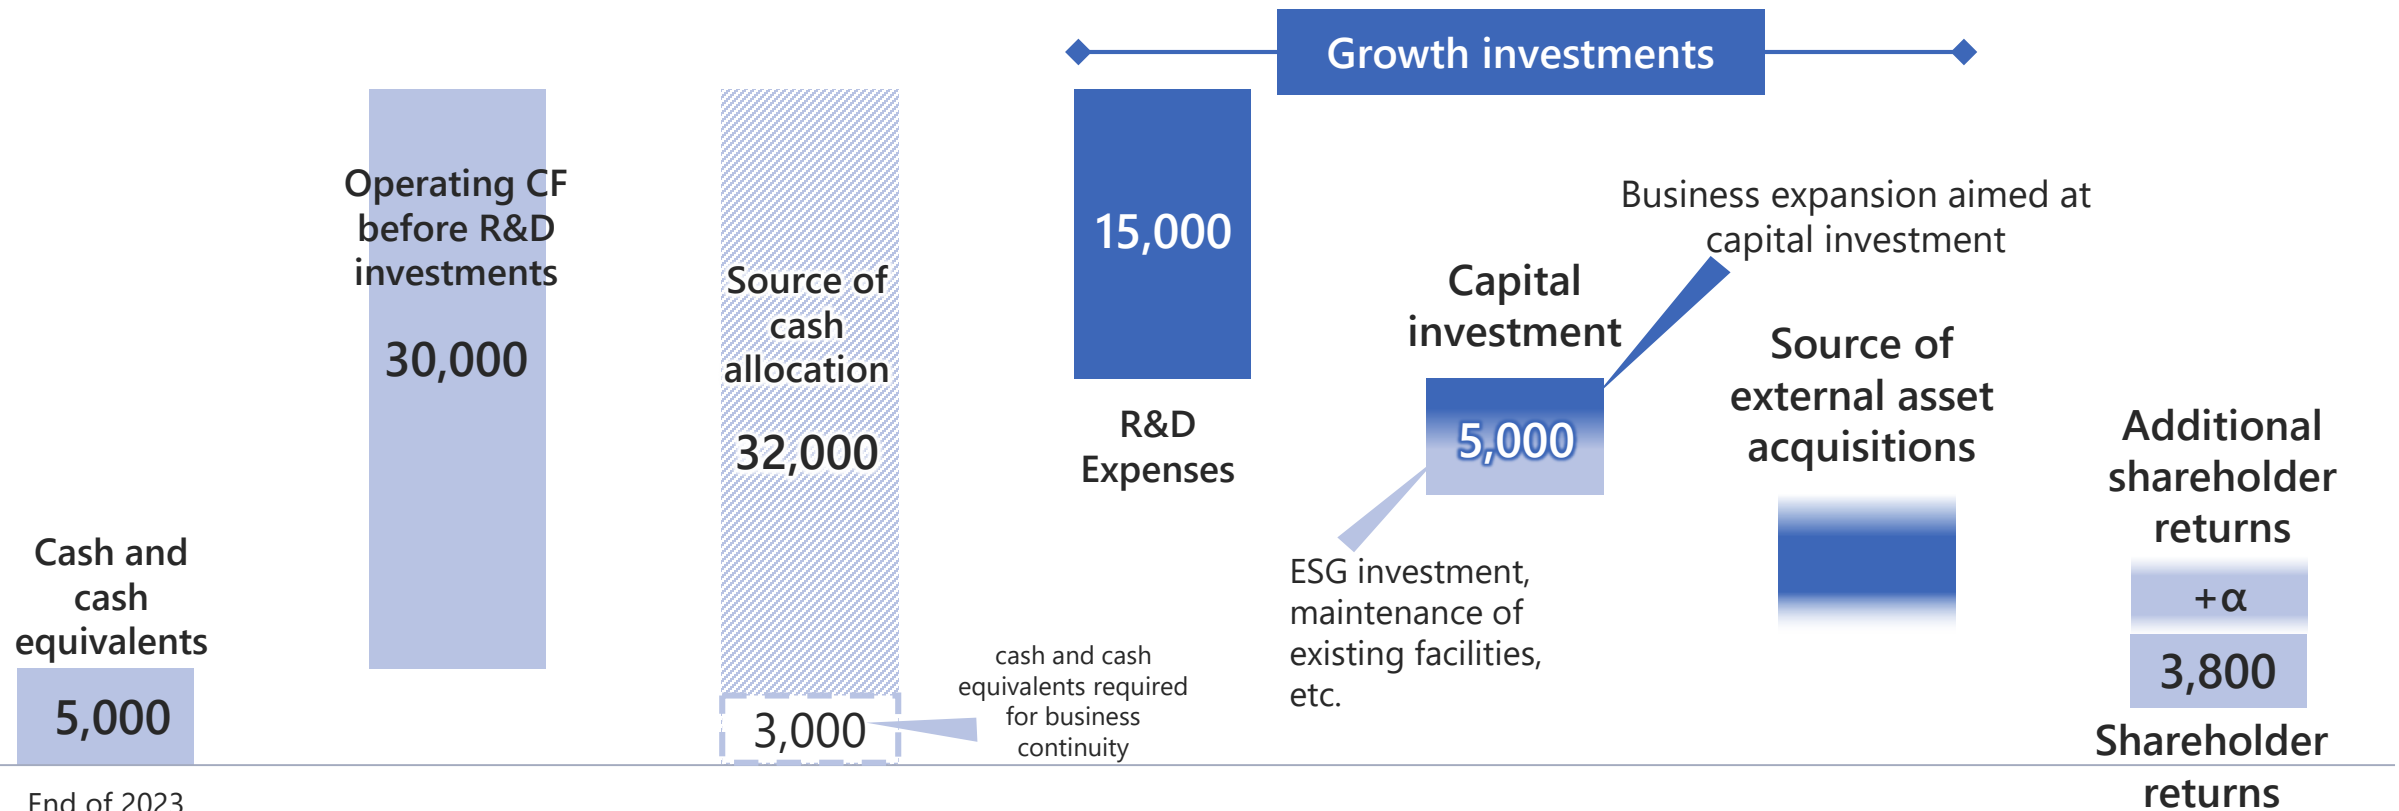 Growth investments
Operating CF
before R&D
investments
30,000
Source of
cash
allocation
32,000
15,000
R&D
Expenses
Business expansion aimed at
capital investment
Capital
investment
5,000
Source of
external asset
acquisitions
Additional
shareholder
returns
+α
3,800
Shareholder
returns
Cash and
cash
equivalents
5,000
3,000
cash and cash
equivalents required
for business
continuity
ESG investment,
maintenance of
existing facilities,
etc.
End of 2023